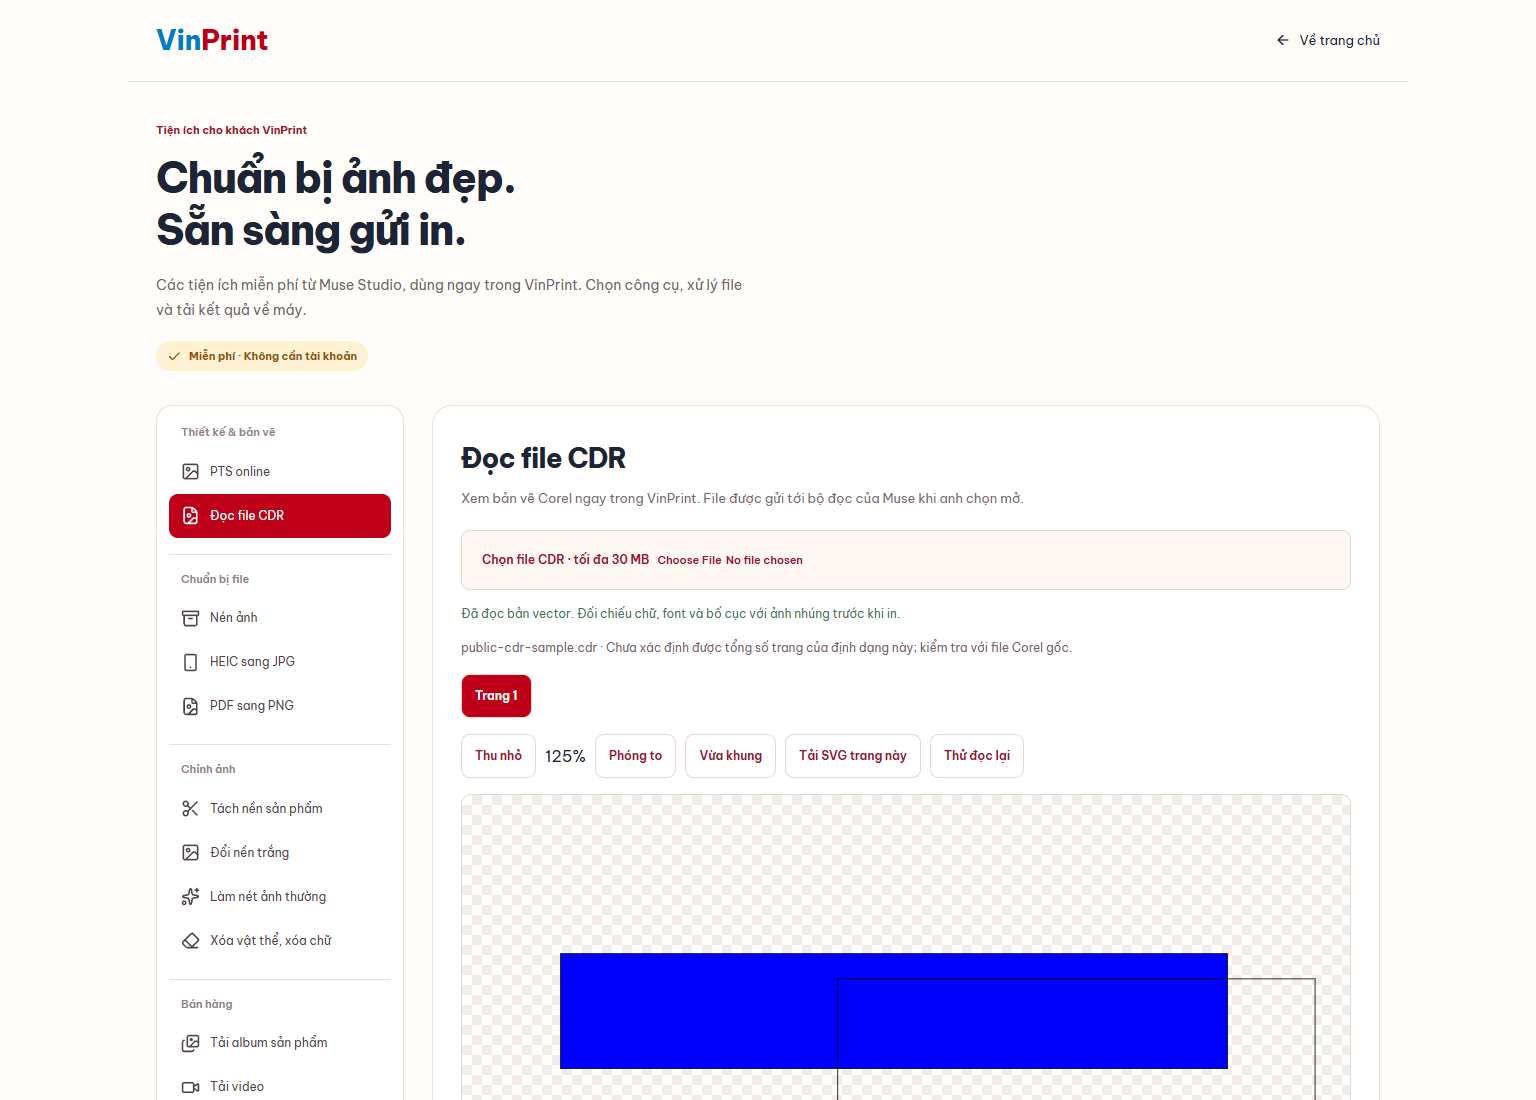 VinPrint
Về trang chủ
Tiện ích cho khách VinPrint
Chuẩn bị ảnh đẹp.
Sẵn sàng gửi in.
Các tiện ích miễn phí từ Muse Studio, dùng ngay trong VinPrint. Chọn công cụ, xử lý file
và tải kết quả về máy.
Miễn phí · Không cần tài khoản
Thiết kế & bản vẽ
PTS online
Đọc file CDR
Chuẩn bị file
Nén ảnh
HEIC sang JPG
PDF sang PNG
Chỉnh ảnh
Tách nền sản phẩm
Đổi nền trắng
Làm nét ảnh thường
Xóa vật thể, xóa chữ
Bán hàng
Tải album sản phẩm
Tải video
Đọc file CDR
Xem bản vẽ Corel ngay trong VinPrint. File được gửi tới bộ đọc của Muse khi anh chọn mở.
Chọn file CDR · tối đa 30 MB Choose File No file chosen
Đã đọc bản vector. Đối chiếu chữ, font và bố cục với ảnh nhúng trước khi in.
public-cdr-sample.cdr · Chưa xác định được tổng số trang của định dạng này; kiểm tra với file Corel gốc.
Trang 1
Thu nhỏ 125% Phóng to Vừa khung Tải SVG trang này Thử đọc lại